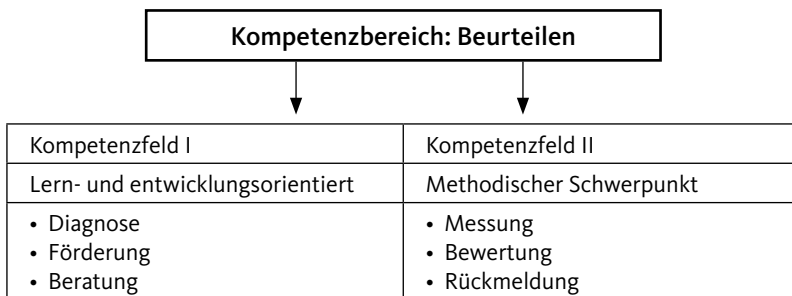 Kompetenzbereich: Beurteilen
Kompetenzfeld I
Kompetenzfeld II
Lern- und entwicklungsorientiert
Methodischer Schwerpunkt
• Diagnose
• Förderung
• Beratung
• Messung
• Bewertung
• Rückmeldung